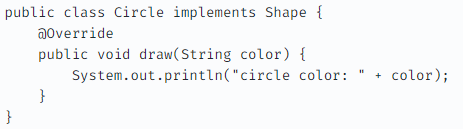 public class Circle implements Shape {
    @Override
    public void draw(String color) {
        System.out.println("circle color: " + color);
    }
}